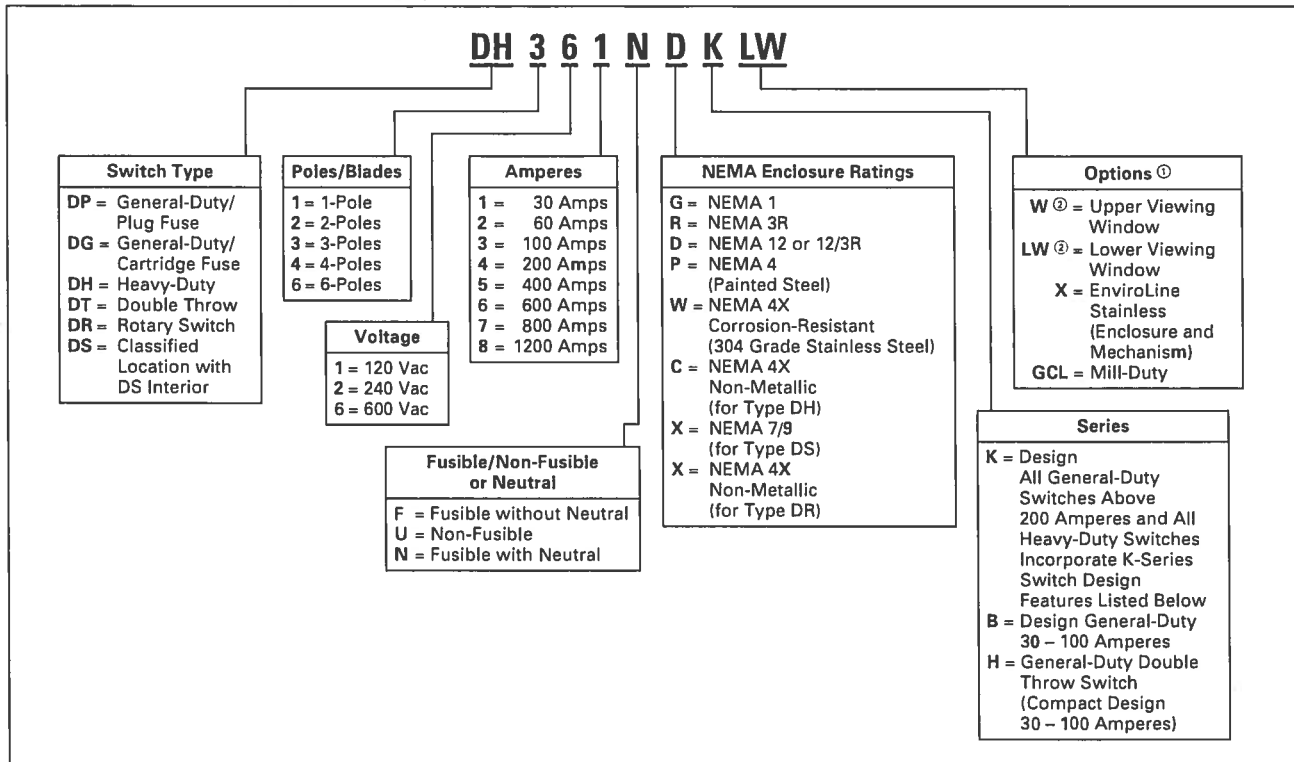 DH 3 6 1 N D K LW
Switch Type
DP = General-Duty/
Plug Fuse
DG = General-Duty/
Cartridge Fuse
DH = Heavy-Duty
DT = Double Throw
DR = Rotary Switch
DS = Classified
Location with
DS Interior
Poles/Blades
1 = 1-Pole
2 = 2-Poles
3 = 3-Poles
4 = 4-Poles
6 = 6-Poles
Voltage
1 = 120 Vac
2 = 240 Vac
6 = 600 Vac
Amperes
1 = 30 Amps
2 = 60 Amps
3 = 100 Amps
4 = 200 Amps
5 = 400 Amps
6 = 600 Amps
7 = 800 Amps
8 = 1200 Amps
Fusible/Non-Fusible
or Neutral
F = Fusible without Neutral
U = Non-Fusible
N = Fusible with Neutral
NEMA Enclosure Ratings
G = NEMA 1
R = NEMA 3R
D = NEMA 12 or 12/3R
P = NEMA 4
(Painted Steel)
W = NEMA 4X
Corrosion-Resistant
(304 Grade Stainless Steel)
C = NEMA 4X
Non-Metallic
(for Type DH)
X = NEMA 7/9
(for Type DS)
X = NEMA 4X
Non-Metallic
(for Type DR)
Options ①
W ② = Upper Viewing
Window
LW ② = Lower Viewing
Window
X = EnviroLine
Stainless
(Enclosure and
Mechanism)
GCL = Mill-Duty
Series
K = Design
All General-Duty
Switches Above
200 Amperes and All
Heavy-Duty Switches
Incorporate K-Series
Switch Design
Features Listed Below
B = Design General-Duty
30 – 100 Amperes
H = General-Duty Double
Throw Switch
(Compact Design
30 – 100 Amperes)